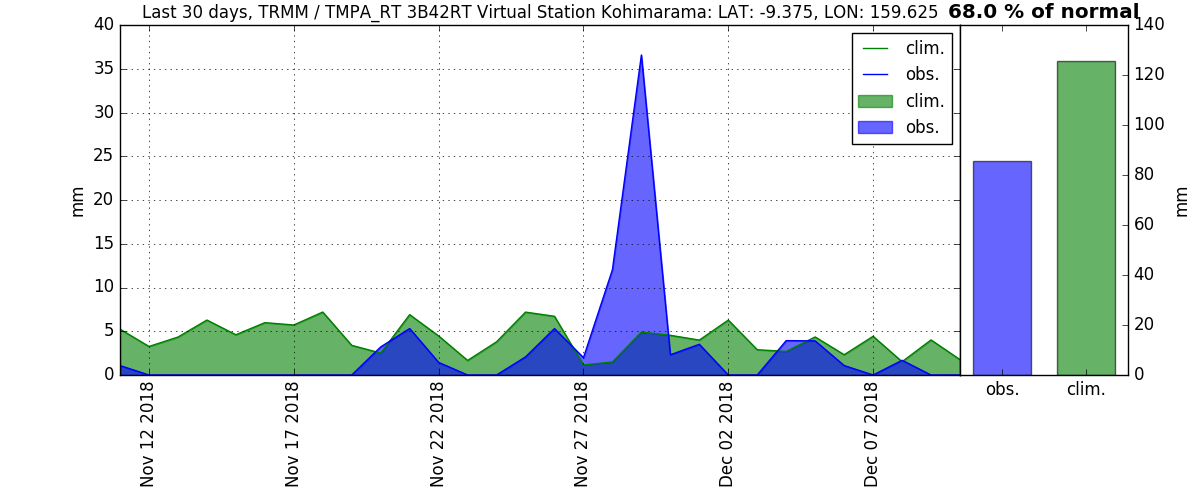 Last 30 days, TRMM / TMPA_RT 3B42RT Virtual Station Kohimarama: LAT: -9.375, LON: 159.625
68.0 % of normal
40
35
30
25
20
15
10
5
0
mm
clim.
obs.
clim.
obs.
Nov 12 2018
Nov 17 2018
Nov 22 2018
Nov 27 2018
Dec 02 2018
Dec 07 2018
140
120
100
80
60
40
20
0
mm
obs.
clim.